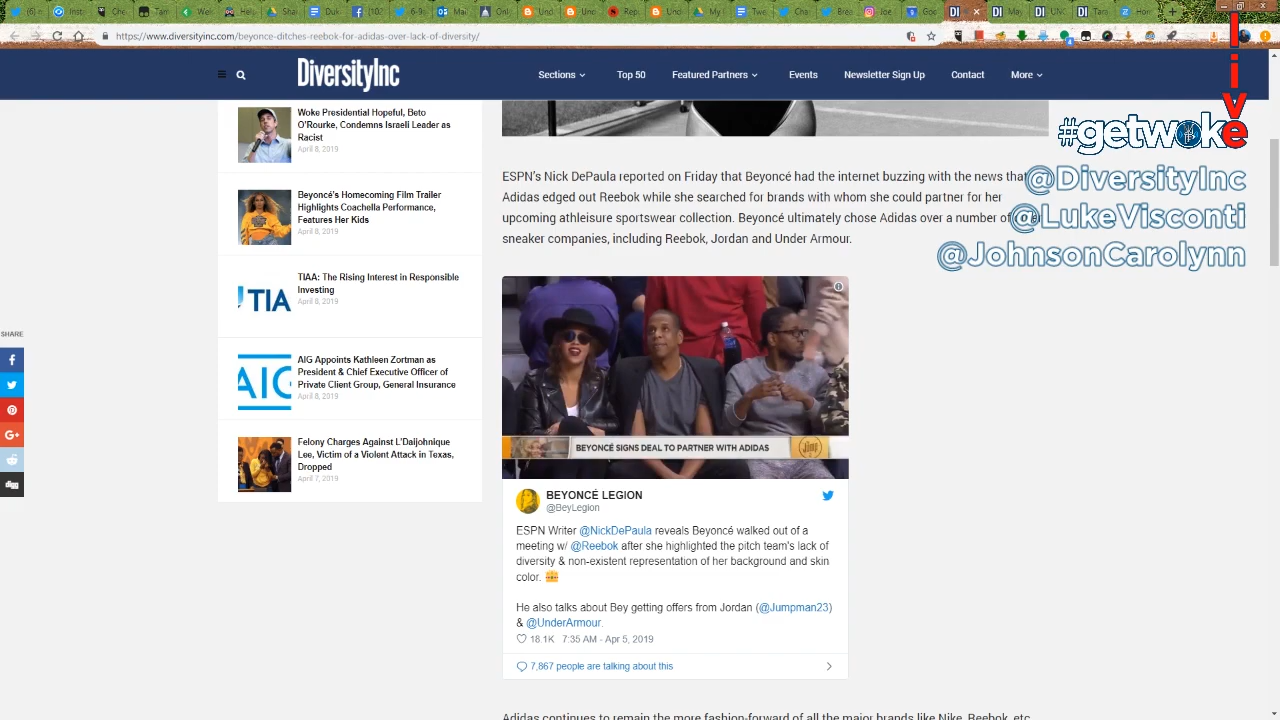 https://www.diversityinc.com/beyonce-ditches-reebok-for-adidas-over-lack-of-diversity/
DiversityInc
Sections
Top 50
Featured Partners
Events
Newsletter Sign Up
Contact
More
live
#getwoke
@DiversityInc
@LukeVisconti
@JohnsonCarolynn
Woke Presidential Hopeful, Beto
O'Rourke, Condemns Israeli Leader as
Racist
April 8, 2019
Beyoncé's Homecoming Film Trailer
Highlights Coachella Performance,
Features Her Kids
April 8, 2019
TIAA: The Rising Interest in Responsible
Investing
April 8, 2019
TIA
AIG Appoints Kathleen Zortman as
President & Chief Executive Officer of
Private Client Group, General Insurance
April 8, 2019
AIG
Felony Charges Against L'Daijohnique
Lee, Victim of a Violent Attack in Texas,
Dropped
April 7, 2019
SHARE
digg
ESPN's Nick DePaula reported on Friday that Beyoncé had the internet buzzing with the news that
Adidas edged out Reebok while she searched for brands with whom she could partner for her
upcoming athleisure sportswear collection. Beyoncé ultimately chose Adidas over a number of
sneaker companies, including Reebok, Jordan and Under Armour.
BEYONCÉ SIGNS DEAL TO PARTNER WITH ADIDAS
Jump
BEYONCÉ LEGION
@BeyLegion
ESPN Writer @NickDePaula reveals Beyoncé walked out of a
meeting w/ @Reebok after she highlighted the pitch team's lack of
diversity & non-existent representation of her background and skin
color.
He also talks about Bey getting offers from Jordan (@Jumpman23)
& @UnderArmour.
18.1K 7:35 AM - Apr 5, 2019
7,867 people are talking about this
Adidas continues to remain the more fashion-forward of all the major brands like Nike, Reebok, etc.